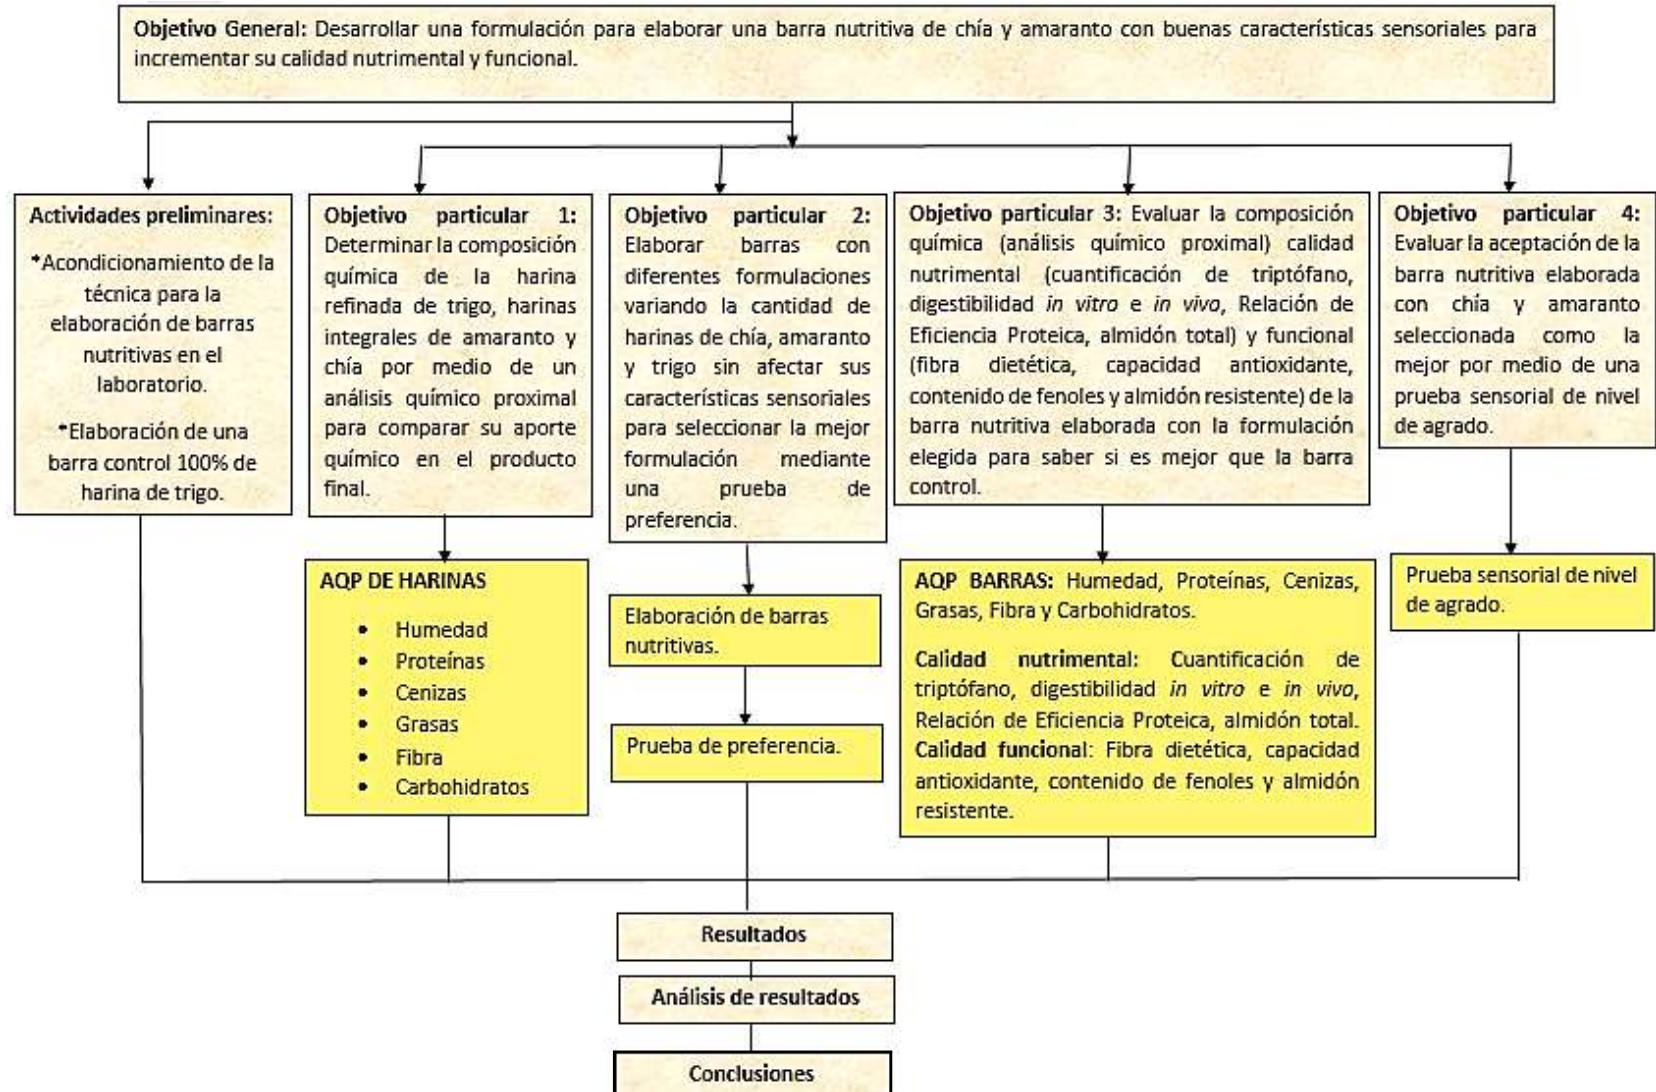 Objetivo General: Desarrollar una formulación para elaborar una barra nutritiva de chía y amaranto con buenas características sensoriales para
incrementar su calidad nutrimental y funcional.
Actividades preliminares:
*Acondicionamiento de la
técnica para la
elaboración de barras
nutritivas en el
laboratorio.
*Elaboración de una
barra control 100% de
harina de trigo.
Objetivo particular 1:
Determinar la composición
química de la harina
refinada de trigo, harinas
integrales de amaranto y
chía por medio de un
análisis químico proximal
para comparar su aporte
químico en el producto
final.
Objetivo particular 2:
Elaborar barras con
diferentes formulaciones
variando la cantidad de
harinas de chía, amaranto
y trigo sin afectar sus
características sensoriales
para seleccionar la mejor
formulación mediante
una prueba de
preferencia.
Objetivo particular 3: Evaluar la composición
química (análisis químico proximal) calidad
nutrimental (cuantificación de triptófano,
digestibilidad in vitro e in vivo, Relación de
Eficiencia Proteica, almidón total) y funcional
(fibra dietética, capacidad antioxidante,
contenido de fenoles y almidón resistente) de la
barra nutritiva elaborada con la formulación
elegida para saber si es mejor que la barra
control.
Objetivo particular 4:
Evaluar la aceptación de la
barra nutritiva elaborada
con chía y amaranto
seleccionada como la
mejor por medio de una
prueba sensorial de nivel
de agrado.
AQP DE HARINAS
• Humedad
• Proteínas
• Cenizas
• Grasas
• Fibra
• Carbohidratos
Elaboración de barras
nutritivas.
Prueba de preferencia.
AQP BARRAS: Humedad, Proteínas, Cenizas,
Grasas, Fibra y Carbohidratos.
Calidad nutrimental: Cuantificación de
triptófano, digestibilidad in vitro e in vivo,
Relación de Eficiencia Proteica, almidón total.
Calidad funcional: Fibra dietética, capacidad
antioxidante, contenido de fenoles y almidón
resistente.
Prueba sensorial de nivel
de agrado.
Resultados
Análisis de resultados
Conclusiones